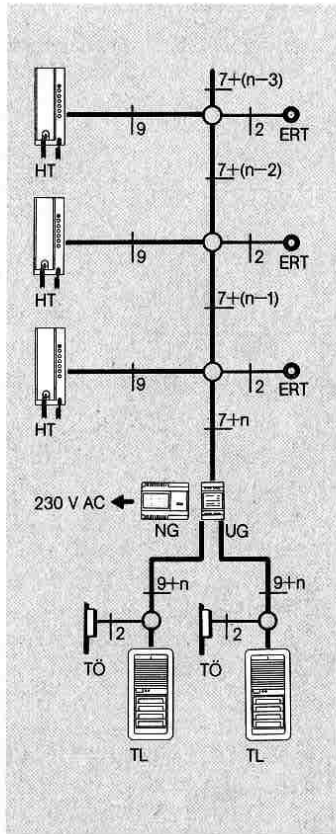 7+(n−3)
9
2
ERT
HT
7+(n−2)
9
2
ERT
HT
7+(n−1)
9
2
ERT
HT
7+n
230 V AC
NG
UG
9+n
9+n
2
2
TÖ
TÖ
TL
TL